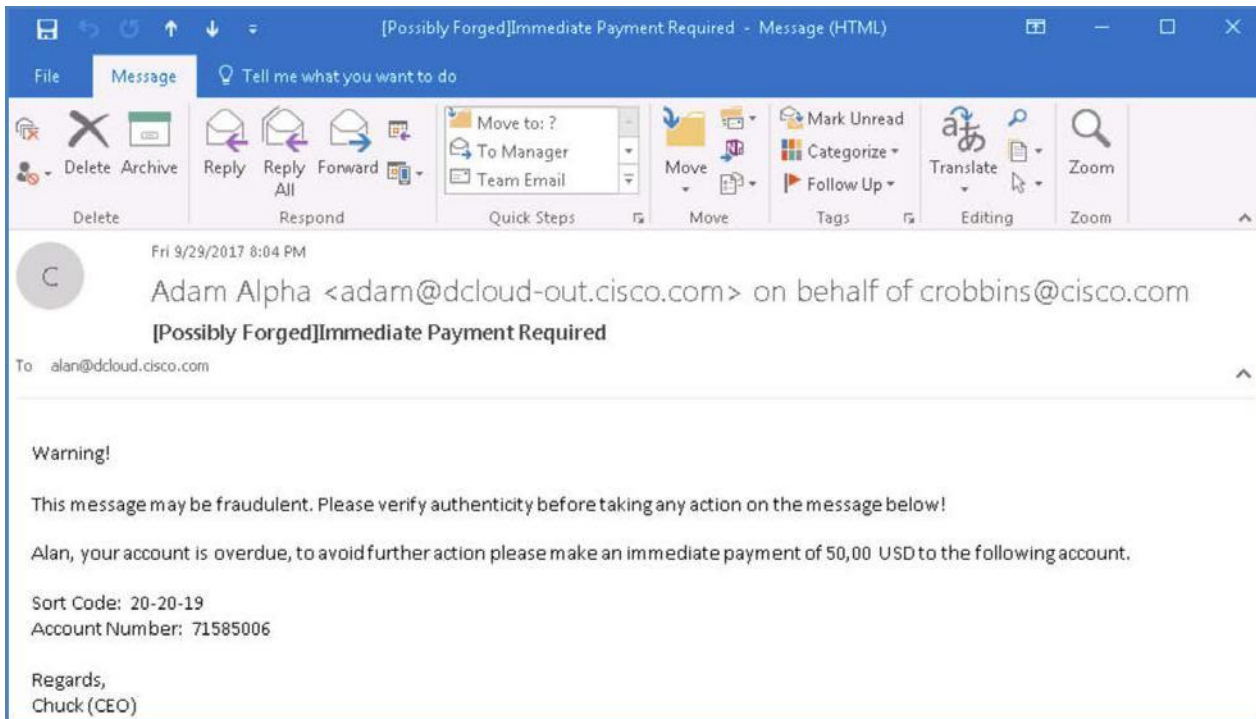 [Possibly Forged]Immediate Payment Required - Message (HTML)
File Message Tell me what you want to do
Delete Archive Reply Reply All Forward Move to: ? To Manager Team Email Move Mark Unread Categorize Follow Up Translate Zoom
Delete Respond Quick Steps Move Tags Editing Zoom
C
Fri 9/29/2017 8:04 PM
Adam Alpha <adam@dcloud-out.cisco.com> on behalf of crobbins@cisco.com
[Possibly Forged]Immediate Payment Required
To alan@dcloud.cisco.com
Warning!
This message may be fraudulent. Please verify authenticity before taking any action on the message below!
Alan, your account is overdue, to avoid further action please make an immediate payment of 50,00 USD to the following account.
Sort Code: 20-20-19
Account Number: 71585006
Regards,
Chuck (CEO)